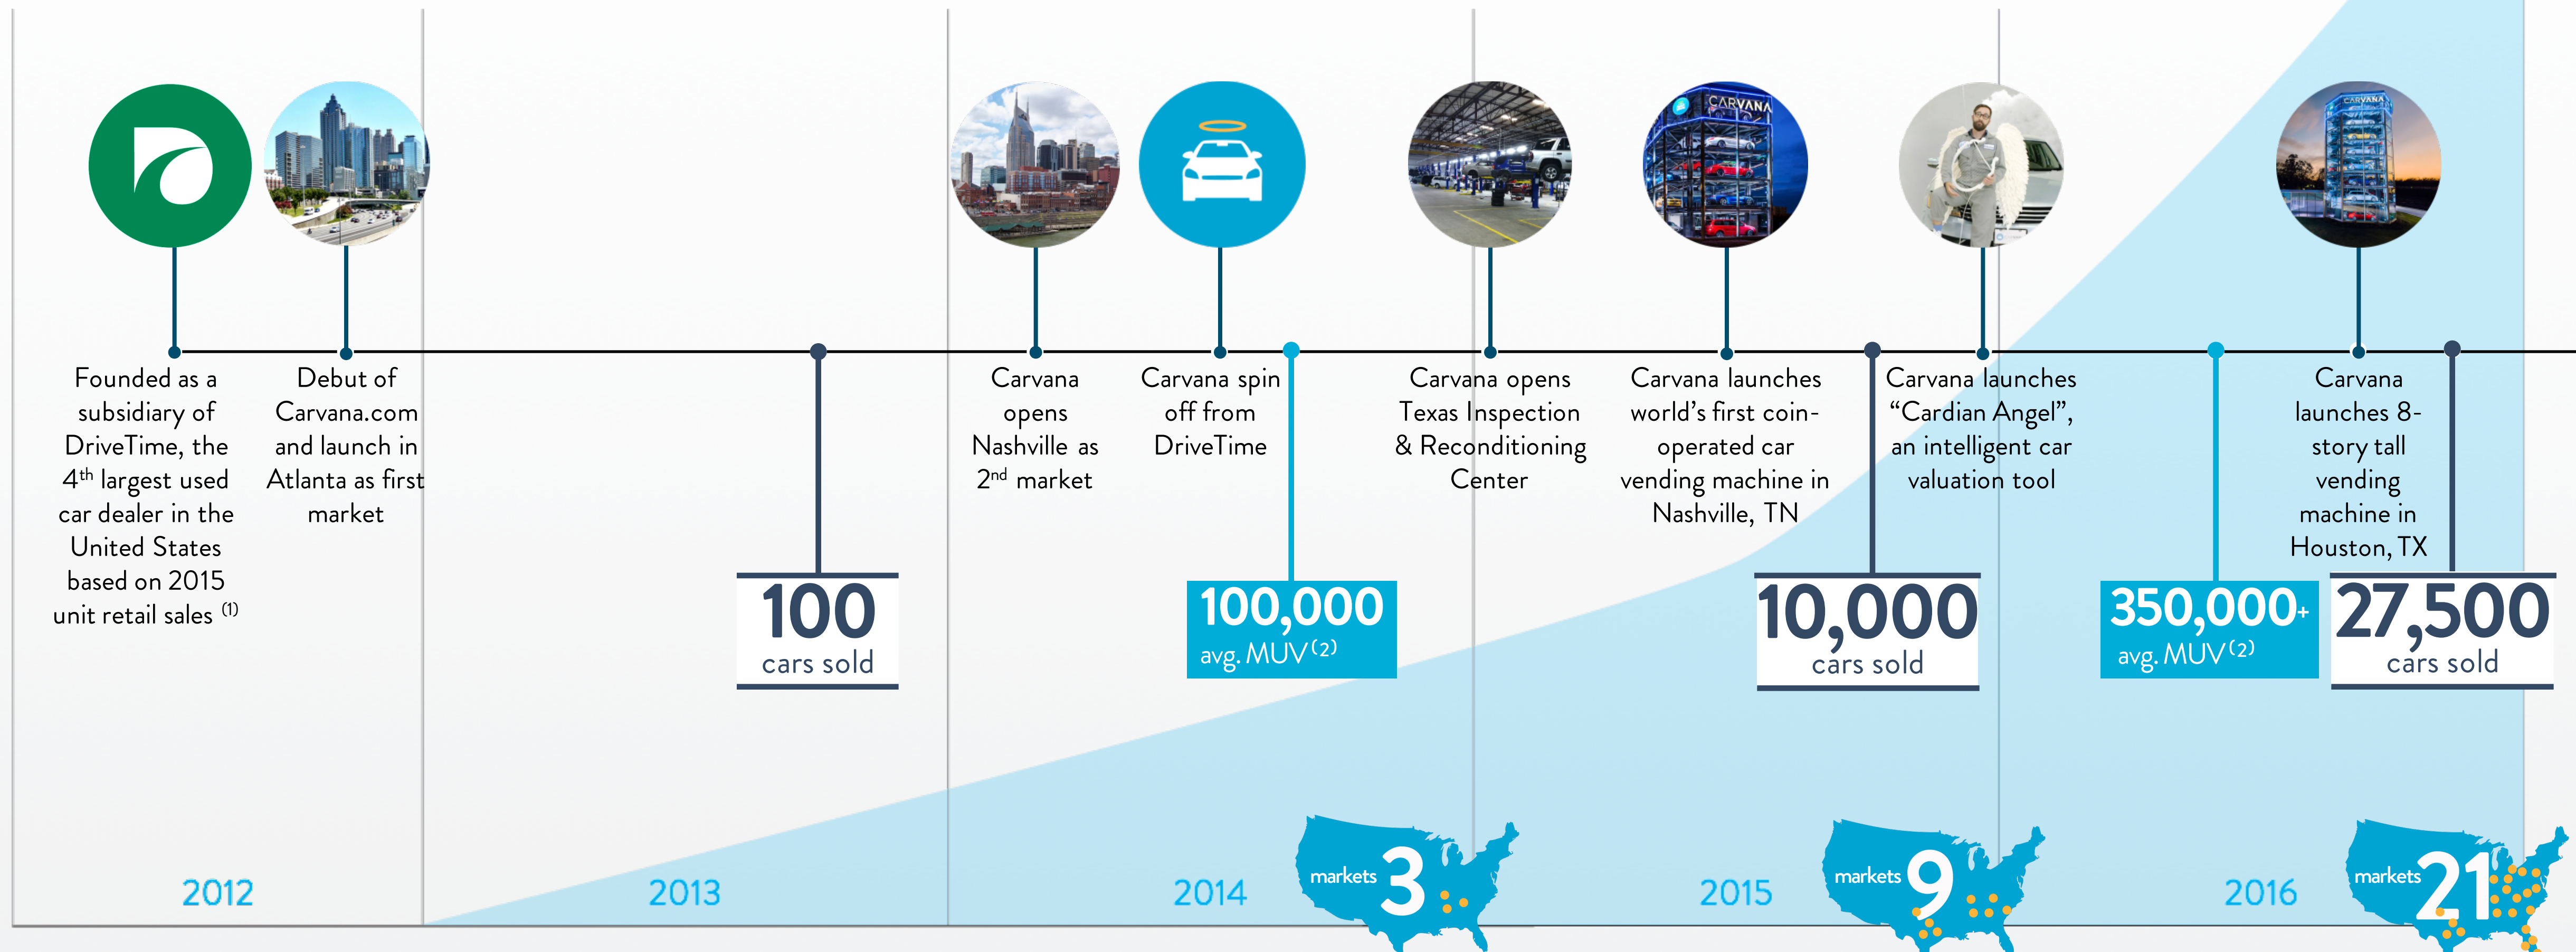 Founded as a
subsidiary of
DriveTime, the
4th largest used
car dealer in the
United States
based on 2015
unit retail sales (1)
Debut of
Carvana.com
and launch in
Atlanta as first
market
100
cars sold
Carvana
opens
Nashville as
2nd market
Carvana spin
off from
DriveTime
100,000
avg. MUV(2)
Carvana opens
Texas Inspection
& Reconditioning
Center
CARVANA
Carvana launches
world's first coin-
operated car
vending machine in
Nashville, TN
10,000
cars sold
Carvana launches
“Cardian Angel”,
an intelligent car
valuation tool
350,000+
avg. MUV(2)
CARVANA
Carvana
launches 8-
story tall
vending
machine in
Houston, TX
27,500
cars sold
2012
2013
2014
markets 3
2015
markets 9
2016
markets 21